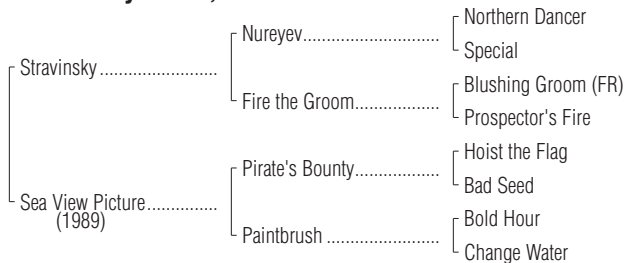 Northern Dancer
Nureyev
Special
Stravinsky
Blushing Groom (FR)
Fire the Groom
Prospector's Fire
Hoist the Flag
Pirate's Bounty
Bad Seed
Sea View Picture
(1989)
Bold Hour
Paintbrush
Change Water